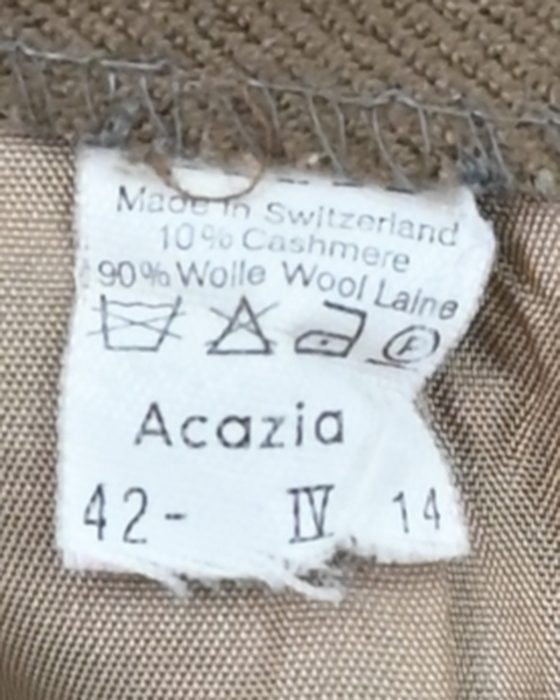 Made in Switzerland
10% Cashmere
90% Wolle Wool Laine
F
Acazia
42- IV 14